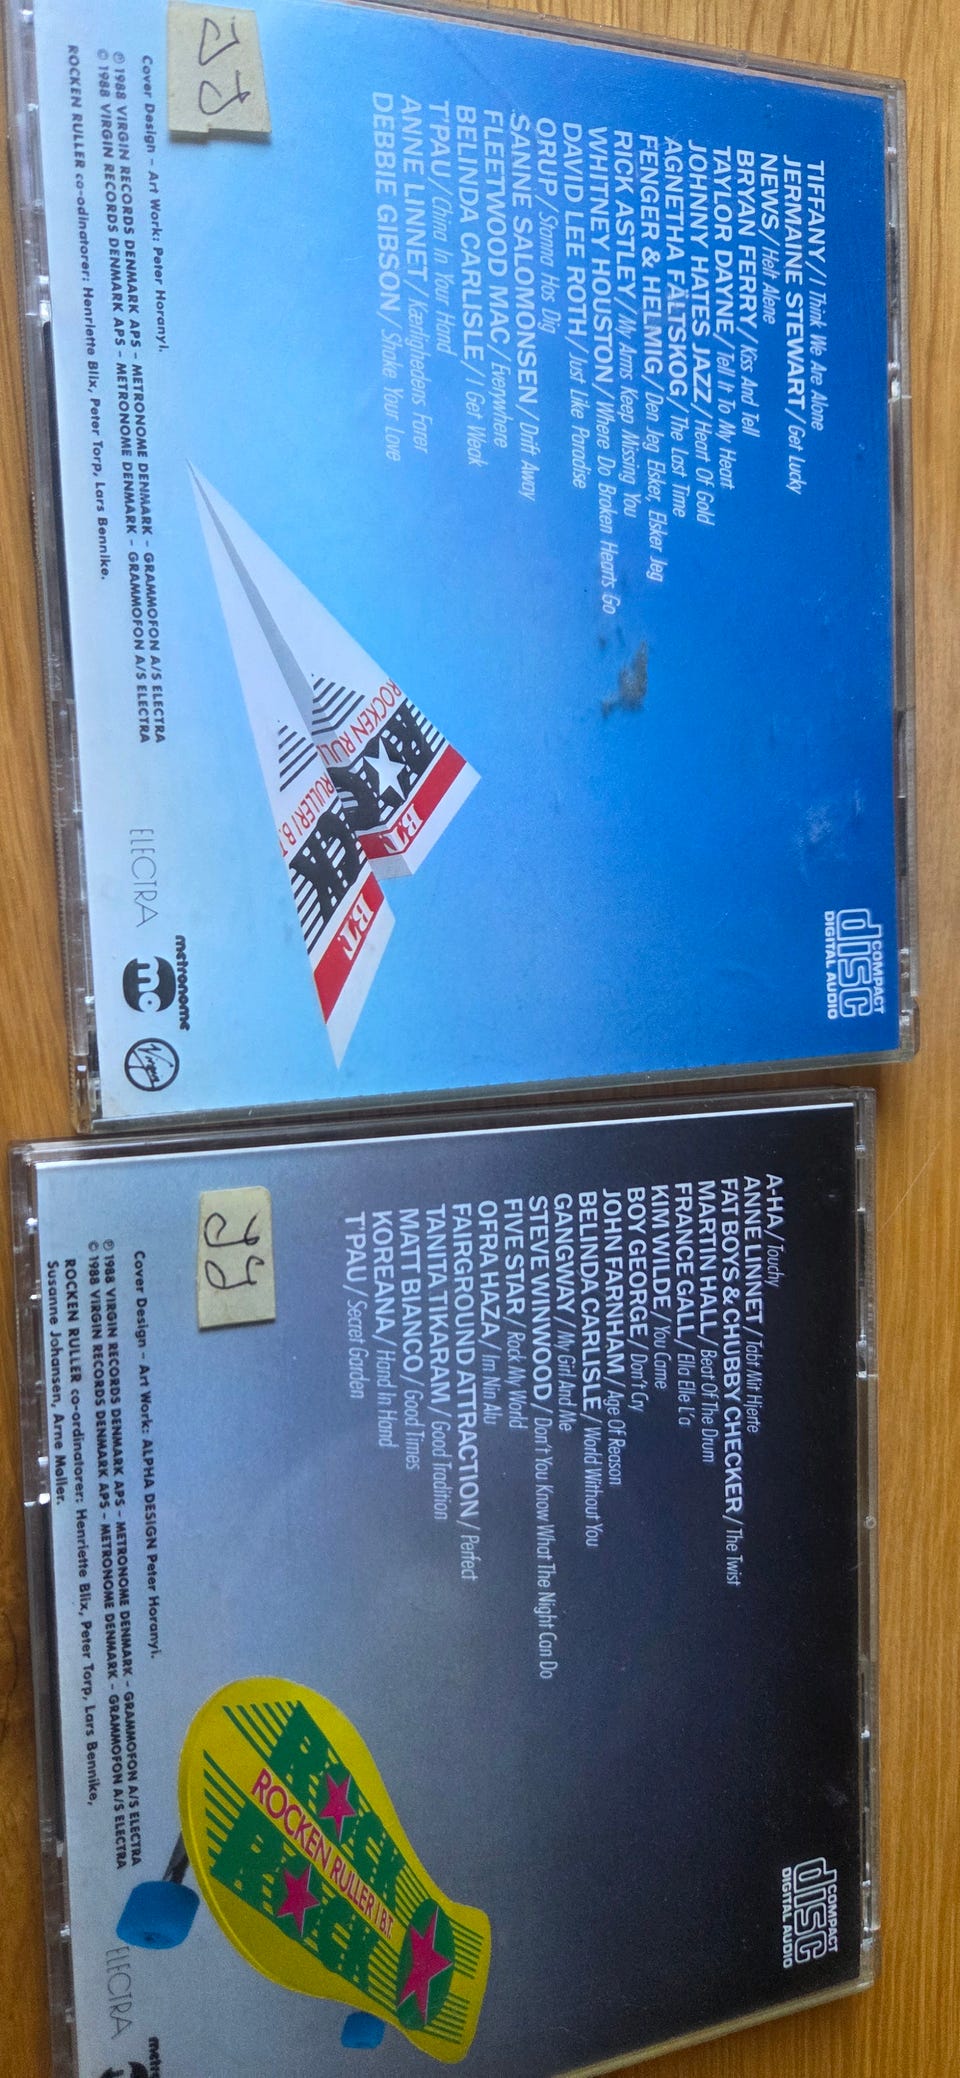 TIFFANY / I Think We Are Alone
JERMAINE STEWART / Get Lucky
NEWS / Helt Alene
BRYAN FERRY / Kiss And Tell
TAYLOR DAYNE / Tell It To My Heart
JOHNNY HATES JAZZ / Heart Of Gold
AGNETHA FÄLTSKOG / The Last Time
FENGER & HELMIG / Den Jeg Elsker, Elsker Jeg
RICK ASTLEY / My Arms Keep Missing You
WHITNEY HOUSTON / Where Do Broken Hearts Go
DAVID LEE ROTH / Just Like Paradise
ORUP / Stanna Hos Dig
SANNE SALOMONSEN / Drift Away
FLEETWOOD MAC / Everywhere
BELINDA CARLISLE / I Get Weak
T'PAU / China In Your Hand
ANNE LINNET / Kærlighedens Farer
DEBBIE GIBSON / Shake Your Love
COMPACT
disc
DIGITAL AUDIO
ROCKEN RULL
RULLER I B.T.
B.T.
B.T.
Cover Design – Art Work: Peter Horanyi.
℗ 1988 VIRGIN RECORDS DENMARK APS – METRONOME DENMARK – GRAMMOFON A/S ELECTRA
© 1988 VIRGIN RECORDS DENMARK APS – METRONOME DENMARK – GRAMMOFON A/S ELECTRA
ROCKEN RULLER co-odinatorer: Henriette Blix, Peter Torp, Lars Bennike.
ELECTRA
metronome
mc
Virgin
A-HA / Touchy
ANNE LINNET / Tabt Mit Hjerte
FAT BOYS & CHUBBY CHECKER / The Twist
MARTIN HALL / Beat Of The Drum
FRANCE GALL / Ella Elle L'a
KIM WILDE / You Came
BOY GEORGE / Don't Cry
JOHN FARNHAM / Age Of Reason
BELINDA CARLISLE / World Without You
GANGWAY / My Girl And Me
STEVE WINWOOD / Don't You Know What The Night Can Do
FIVE STAR / Rock My World
OFRA HAZA / Im Nin Alu
FAIRGROUND ATTRACTION / Perfect
TANITA TIKARAM / Good Tradition
MATT BIANCO / Good Times
KOREANA / Hand In Hand
T'PAU / Secret Garden
COMPACT
disc
DIGITAL AUDIO
ROCKEN RULLER I B.T.
Cover Design – Art Work: ALPHA DESIGN Peter Horanyi.
℗ 1988 VIRGIN RECORDS DENMARK APS – METRONOME DENMARK – GRAMMOFON A/S ELECTRA
© 1988 VIRGIN RECORDS DENMARK APS – METRONOME DENMARK – GRAMMOFON A/S ELECTRA
ROCKEN RULLER co-ordinatorer: Henriette Blix, Peter Torp, Lars Bennike,
Susanne Johansen, Arne Møller.
ELECTRA